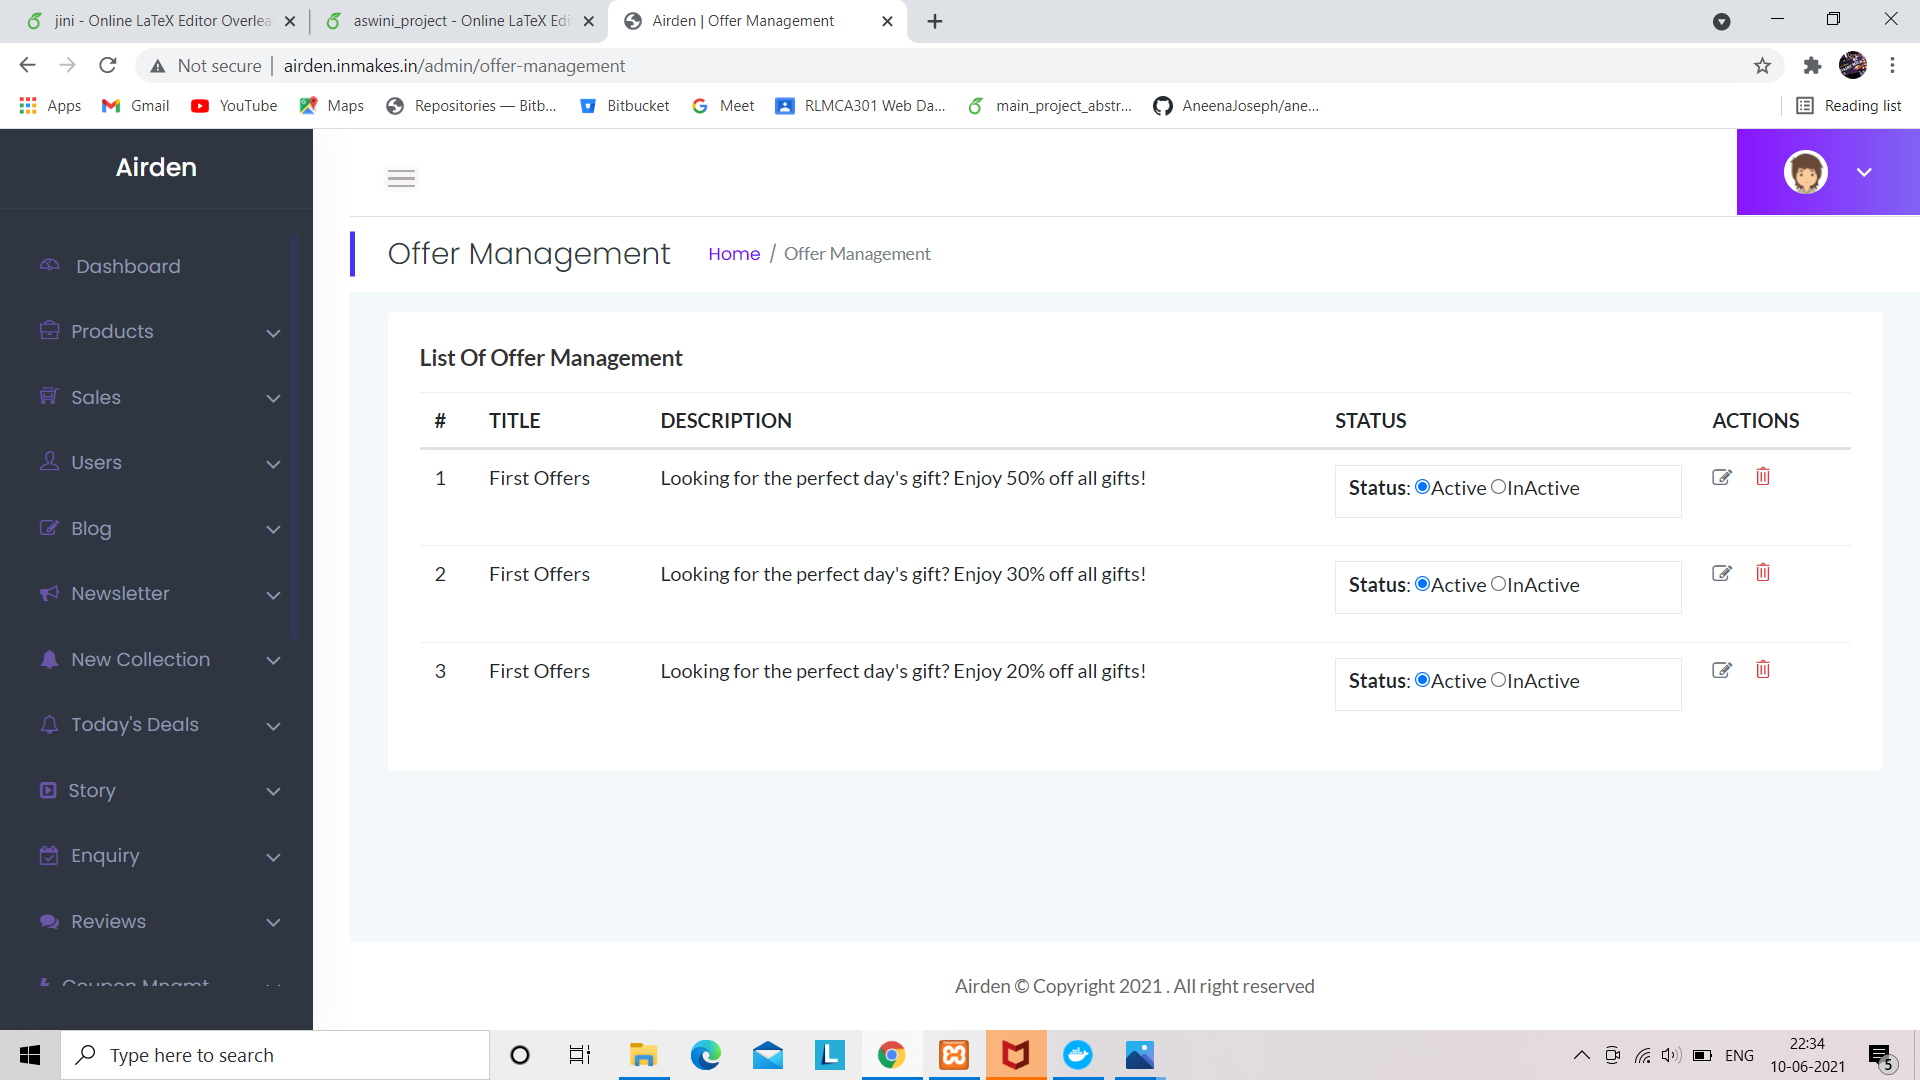 jini - Online LaTeX Editor Overlea
aswini_project - Online LaTeX Edi
Airden | Offer Management
Not secure
airden.inmakes.in/admin/offer-management
Apps
Gmail
YouTube
Maps
Repositories — Bitb...
Bitbucket
Meet
RLMCA301 Web Da...
main_project_abstr...
AneenaJoseph/ane...
Reading list
Airden
Dashboard
Products
Sales
Users
Blog
Newsletter
New Collection
Today's Deals
Story
Enquiry
Reviews
Coupon Mngmt
Offer Management
Home / Offer Management
List Of Offer Management
# TITLE DESCRIPTION STATUS ACTIONS
1 First Offers Looking for the perfect day's gift? Enjoy 50% off all gifts! Status: Active InActive
2 First Offers Looking for the perfect day's gift? Enjoy 30% off all gifts! Status: Active InActive
3 First Offers Looking for the perfect day's gift? Enjoy 20% off all gifts! Status: Active InActive
Airden © Copyright 2021 . All right reserved
Type here to search
L
ENG
22:34
10-06-2021
5